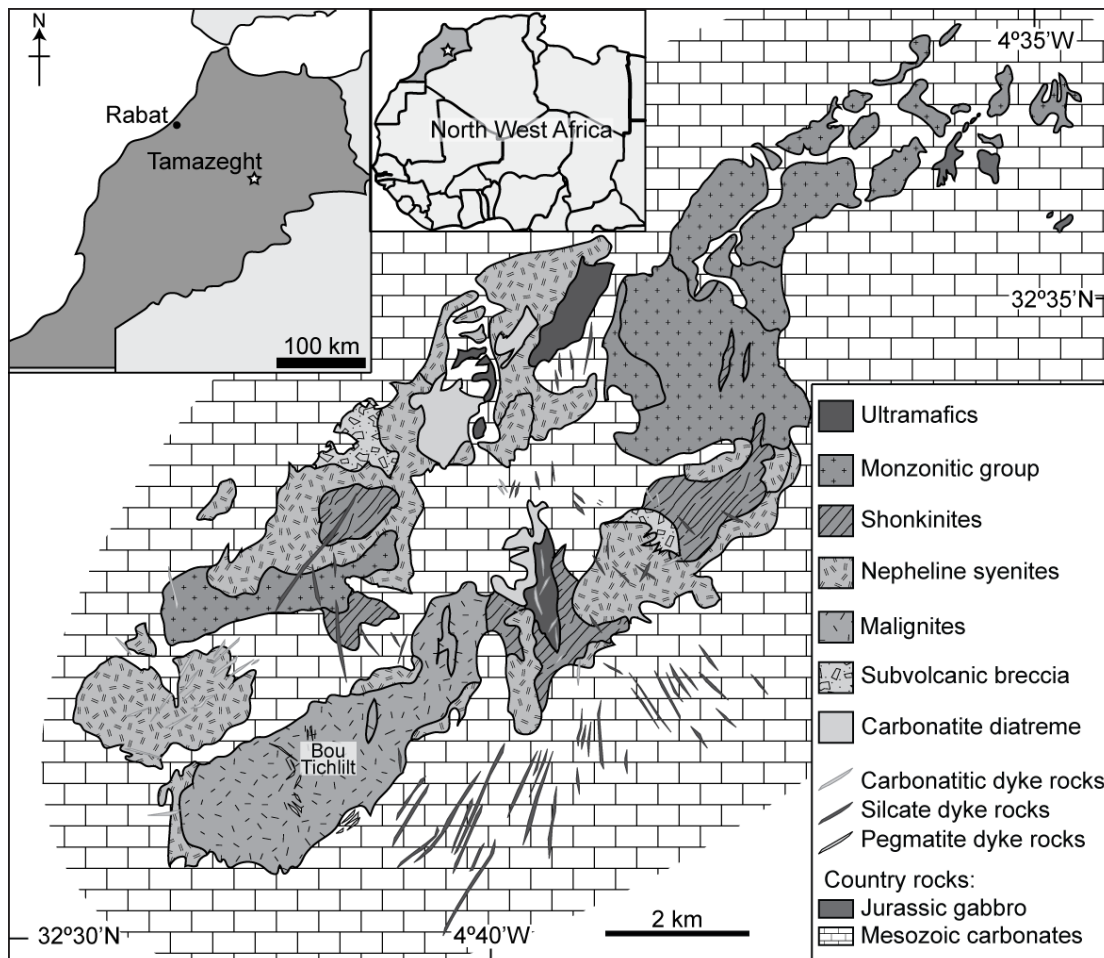 N
Rabat
Tamazeght
100 km
North West Africa
4º35’W
32º35’N
Ultramafics
Monzonitic group
Shonkinites
Nepheline syenites
Malignites
Subvolcanic breccia
Carbonatite diatreme
Carbonatitic dyke rocks
Silcate dyke rocks
Pegmatite dyke rocks
Country rocks:
Jurassic gabbro
Mesozoic carbonates
Bou
Tichlilt
32º30’N
4º40’W
2 km